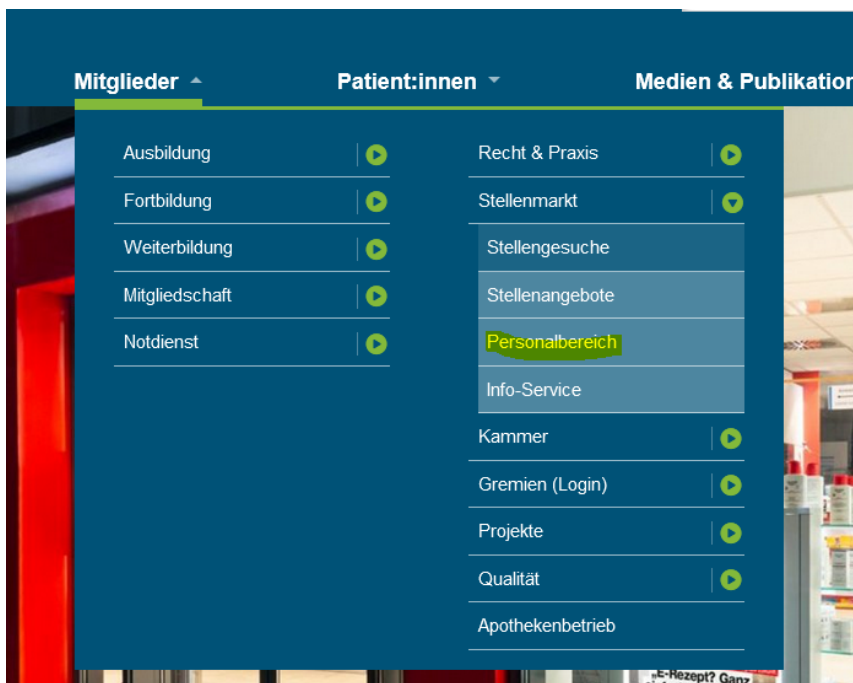 Mitglieder
Patient:innen
Medien & Publikation
Ausbildung
Fortbildung
Weiterbildung
Mitgliedschaft
Notdienst
Recht & Praxis
Stellenmarkt
Stellengesuche
Stellenangebote
Personalbereich
Info-Service
Kammer
Gremien (Login)
Projekte
Qualität
Apothekenbetrieb
„E-Rezept? Ganz